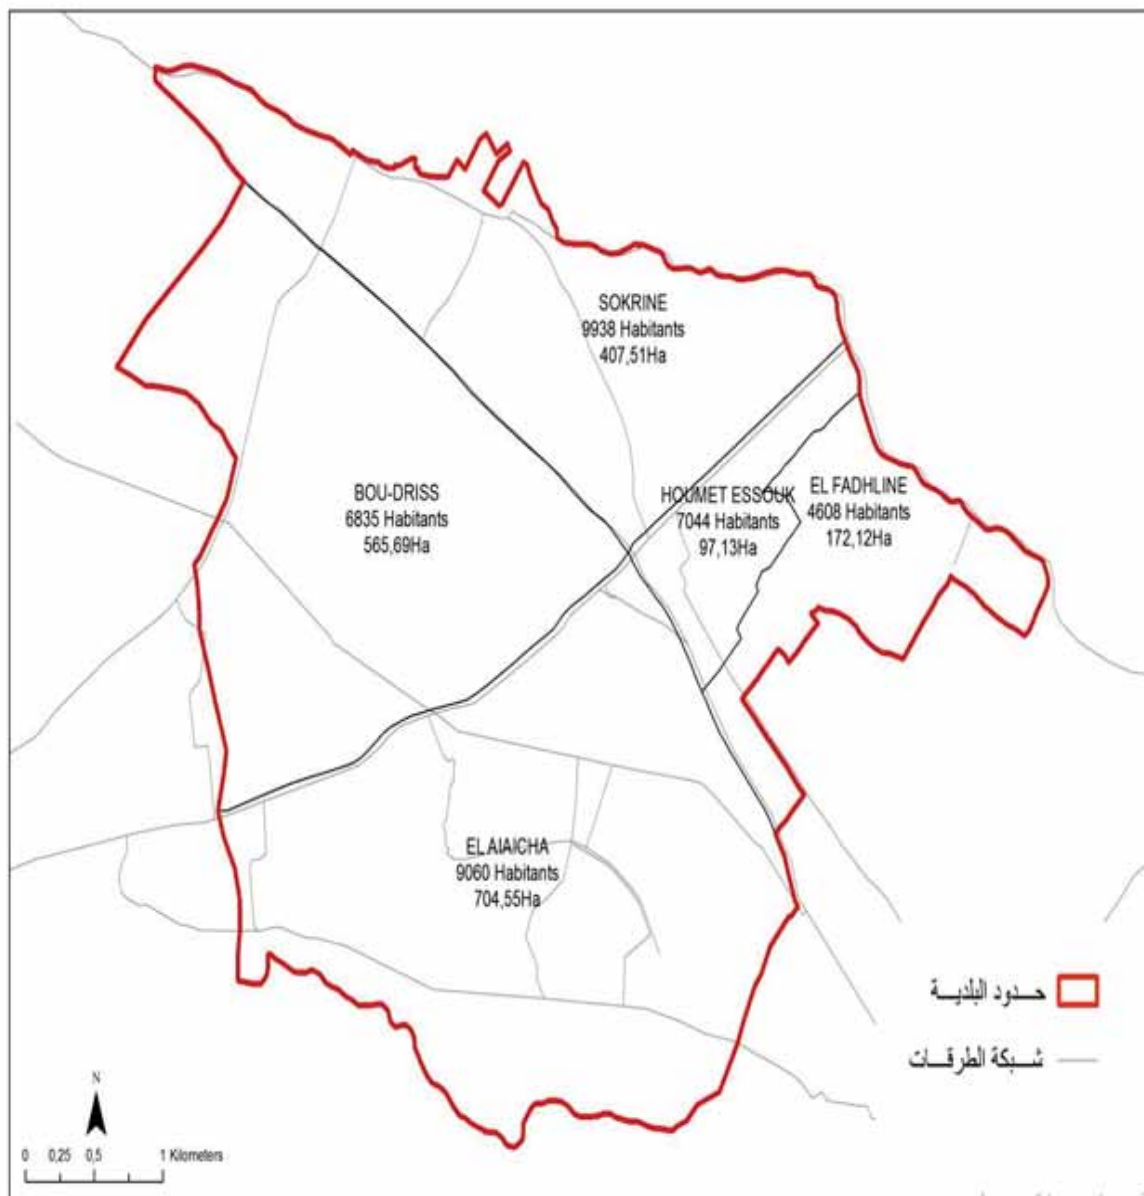 SOKRINE
9938 Habitants
407,51Ha
BOU-DRISS
6835 Habitants
565,69Ha
HOUMET ESSOUK
7044 Habitants
97,13Ha
EL FADHLINE
4608 Habitants
172,12Ha
EL AIAICHA
9060 Habitants
704,55Ha
حـــدود البلديـــة
شـــبكة الطرقـــات
N
0 0,25 0,5 1 Kilometers